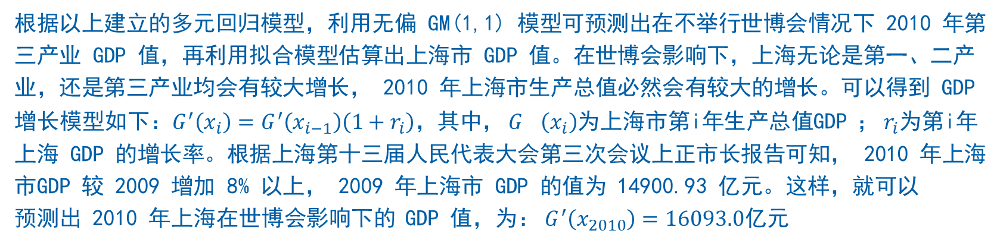 根据以上建立的多元回归模型，利用无偏 GM(1,1) 模型可预测出在不举行世博会情况下 2010 年第
三产业 GDP 值，再利用拟合模型估算出上海市 GDP 值。在世博会影响下，上海无论是第一、二产
业，还是第三产业均会有较大增长， 2010 年上海市生产总值必然会有较大的增长。可以得到 GDP
增长模型如下：G′(xᵢ) = G′(xᵢ₋₁)(1 + rᵢ)，其中， G (xᵢ)为上海市第i年生产总值GDP ；rᵢ为第i年
上海 GDP 的增长率。根据上海第十三届人民代表大会第三次会议上正市长报告可知， 2010 年上海
市GDP 较 2009 增加 8% 以上， 2009 年上海市 GDP 的值为 14900.93 亿元。这样，就可以
预测出 2010 年上海在世博会影响下的 GDP 值，为：G′(x₂₀₁₀) = 16093.0亿元